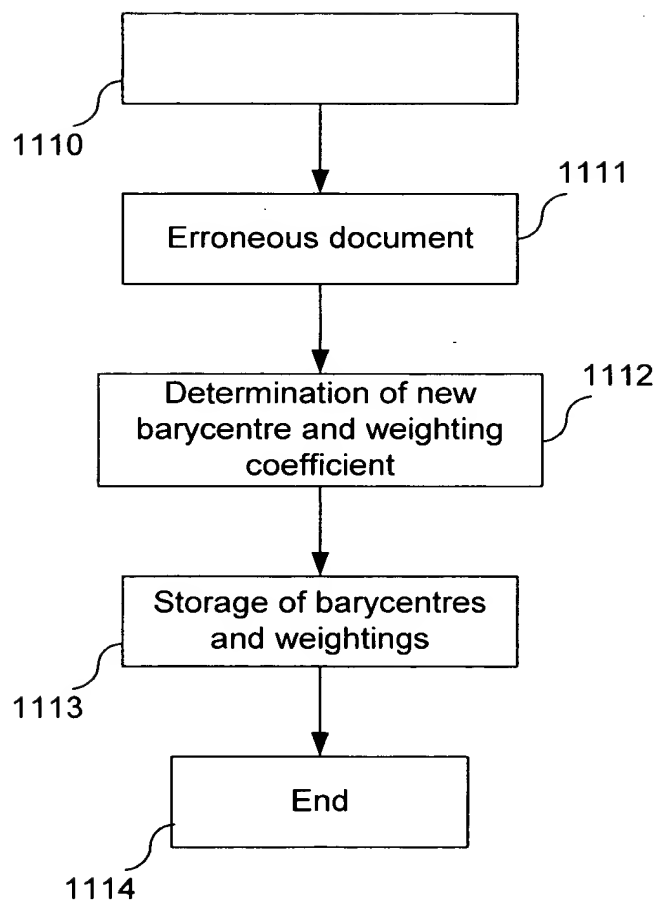 1110
1111
Erroneous document
1112
Determination of new
barycentre and weighting
coefficient
Storage of barycentres
and weightings
1113
End
1114